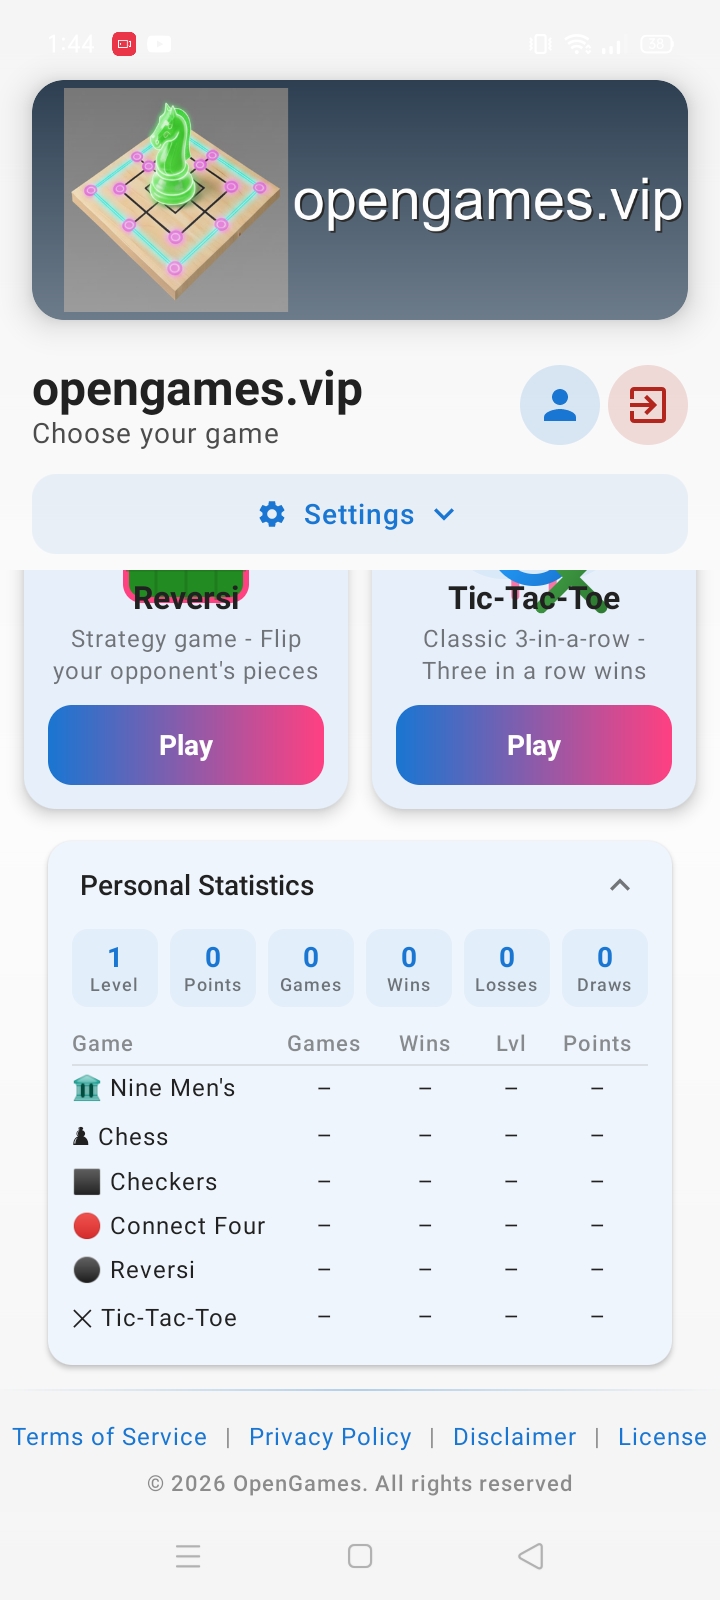 1:44
38
opengames.vip
opengames.vip
Choose your game
Settings
Reversi
Strategy game - Flip
your opponent's pieces
Play
Tic-Tac-Toe
Classic 3-in-a-row -
Three in a row wins
Play
Personal Statistics
1 0 0 0 0 0
Level Points Games Wins Losses Draws
Game Games Wins Lvl Points
Nine Men's – – – –
Chess – – – –
Checkers – – – –
Connect Four – – – –
Reversi – – – –
Tic-Tac-Toe – – – –
Terms of Service | Privacy Policy | Disclaimer | License
© 2026 OpenGames. All rights reserved